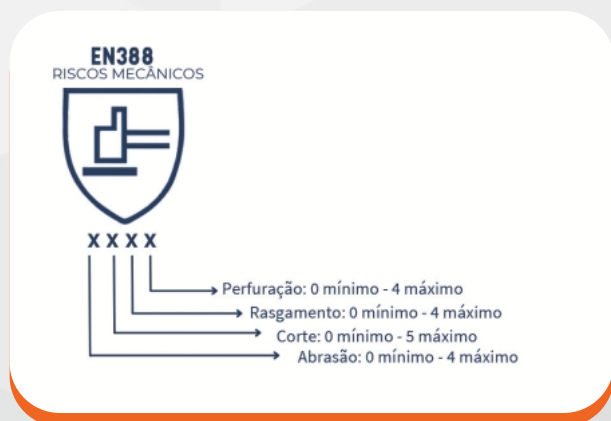 EN388
RISCOS MECÂNICOS
X X X X
Perfuração: 0 mínimo - 4 máximo
Rasgamento: 0 mínimo - 4 máximo
Corte: 0 mínimo - 5 máximo
Abrasão: 0 mínimo - 4 máximo